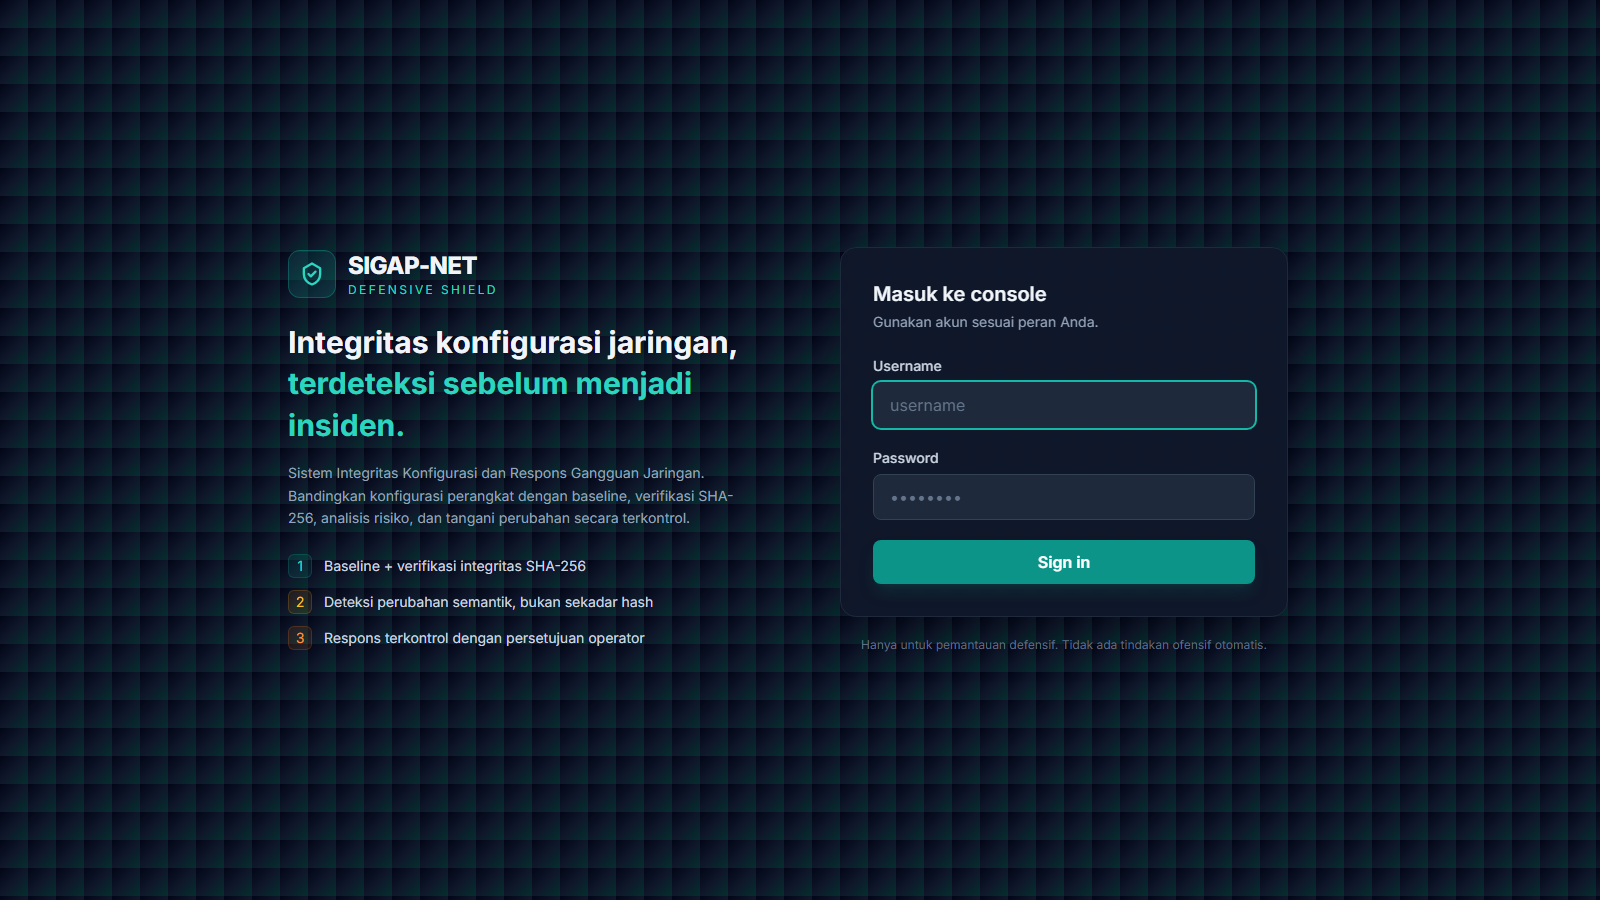 SIGAP-NET
DEFENSIVE SHIELD
Integritas konfigurasi jaringan,
terdeteksi sebelum menjadi
insiden.
Sistem Integritas Konfigurasi dan Respons Gangguan Jaringan.
Bandingkan konfigurasi perangkat dengan baseline, verifikasi SHA-
256, analisis risiko, dan tangani perubahan secara terkontrol.
1 Baseline + verifikasi integritas SHA-256
2 Deteksi perubahan semantik, bukan sekadar hash
3 Respons terkontrol dengan persetujuan operator
Masuk ke console
Gunakan akun sesuai peran Anda.
Username
username
Password
••••••••
Sign in
Hanya untuk pemantauan defensif. Tidak ada tindakan ofensif otomatis.